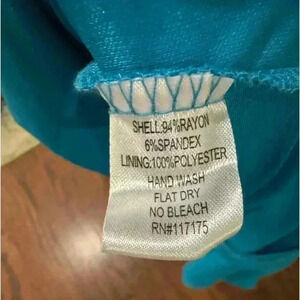 SHELL:94%RAYON
6%SPANDEX
LINING:100%POLYESTER
HAND WASH
FLAT DRY
NO BLEACH
RN#117175